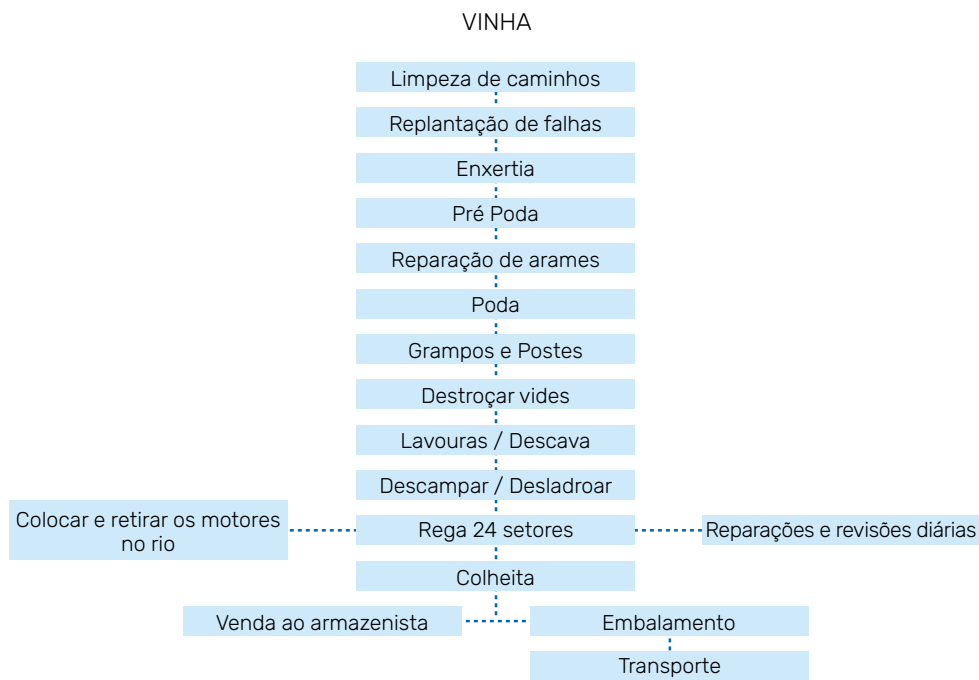 VINHA
Limpeza de caminhos
Replantação de falhas
Enxertia
Pré Poda
Reparação de arames
Poda
Grampos e Postes
Destroçar vides
Lavouras / Descava
Descampar / Desladroar
Colocar e retirar os motores
no rio
Rega 24 setores
Reparações e revisões diárias
Colheita
Venda ao armazenista
Embalamento
Transporte